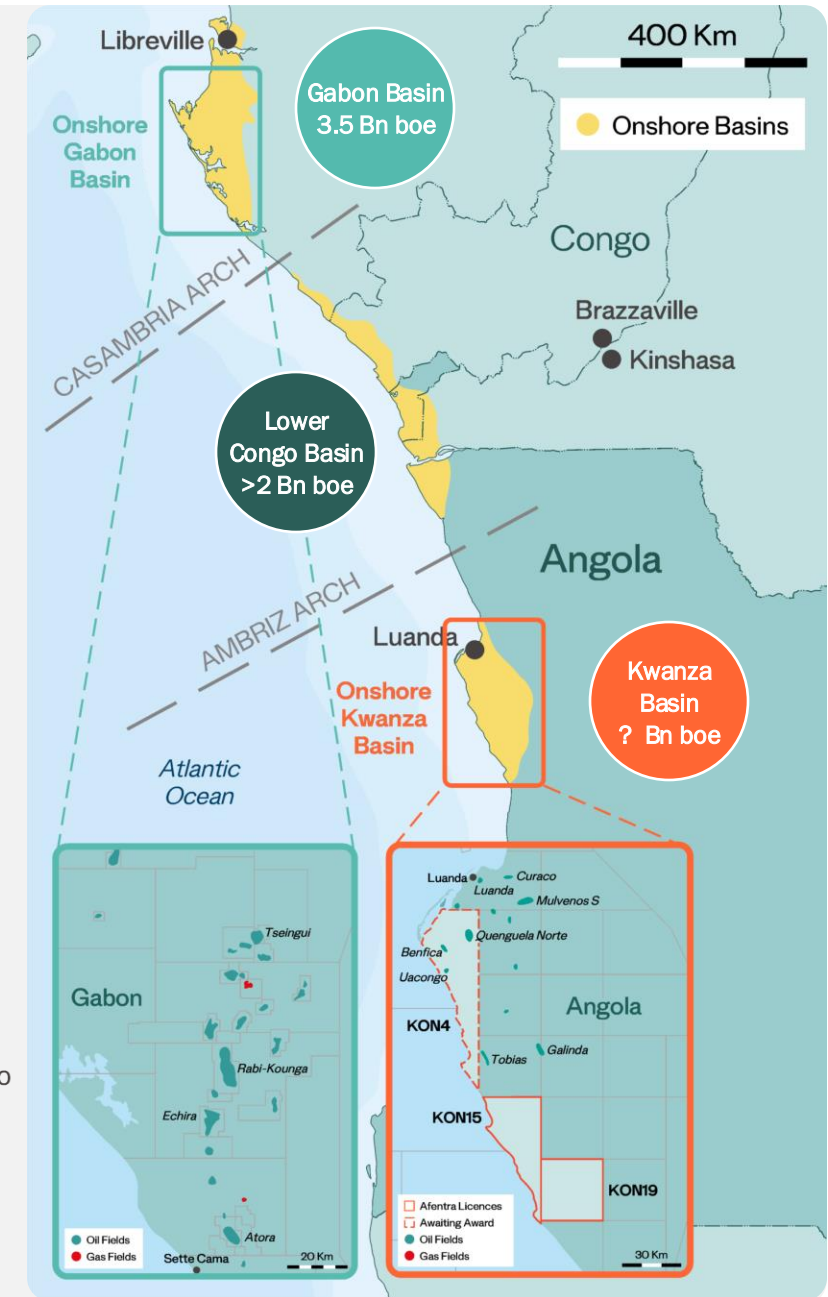 Libreville
400 Km
Onshore Basins
Gabon Basin
3.5 Bn boe
Onshore
Gabon
Basin
Congo
CASAMBRIA ARCH
Brazzaville
Kinshasa
Lower
Congo Basin
>2 Bn boe
Angola
AMBRIZ ARCH
Luanda
Onshore
Kwanza
Basin
Kwanza
Basin
? Bn boe
Atlantic
Ocean
o
Tseingui
Gabon
Rabi-Kounga
Echira
Atora
Oil Fields
Gas Fields
Sette Cama
20 Km
Luanda
Curaco
Luanda
Mulvenos S
Quenguela Norte
Benfica
Uacongo
Angola
KON4
Galinda
Tobias
KON15
KON19
Afentra Licences
Awaiting Award
Oil Fields
Gas Fields
30 Km